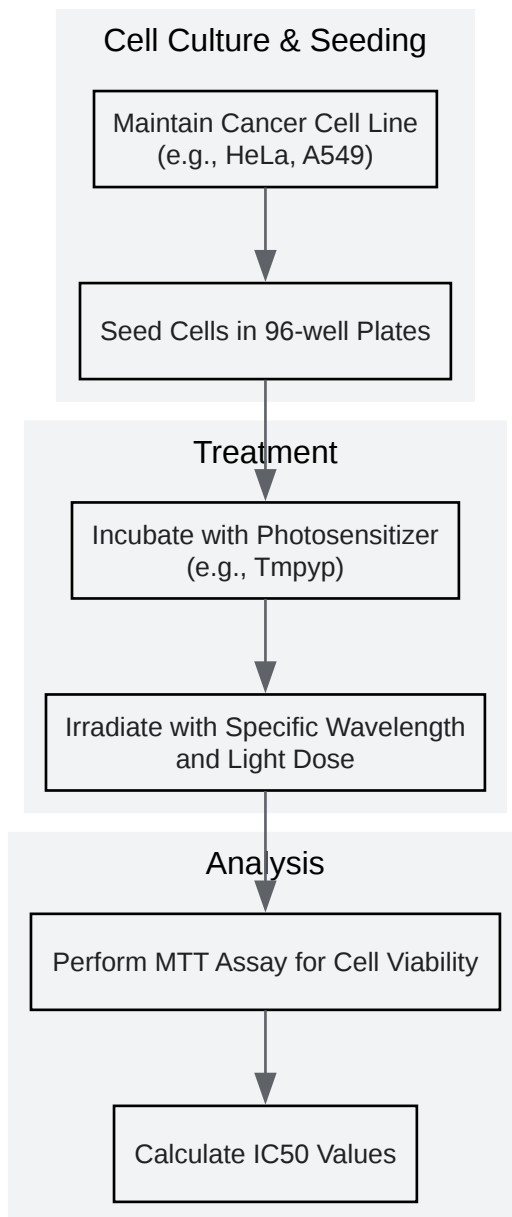 Cell Culture & Seeding
Maintain Cancer Cell Line
(e.g., HeLa, A549)
Seed Cells in 96-well Plates
Treatment
Incubate with Photosensitizer
(e.g., Tmpyp)
Irradiate with Specific Wavelength
and Light Dose
Analysis
Perform MTT Assay for Cell Viability
Calculate IC50 Values